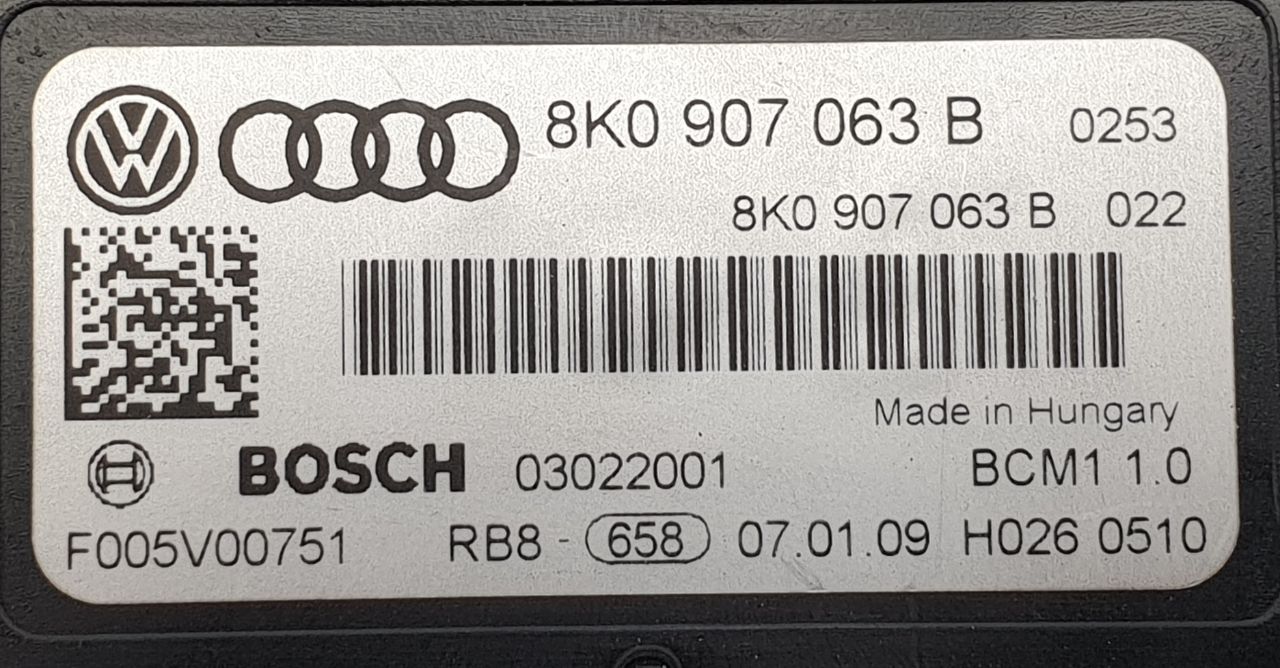 8K0 907 063 B 0253
8K0 907 063 B 022
Made in Hungary
BOSCH 03022001 BCM1 1.0
F005V00751 RB8 - 658 07.01.09 H026 0510